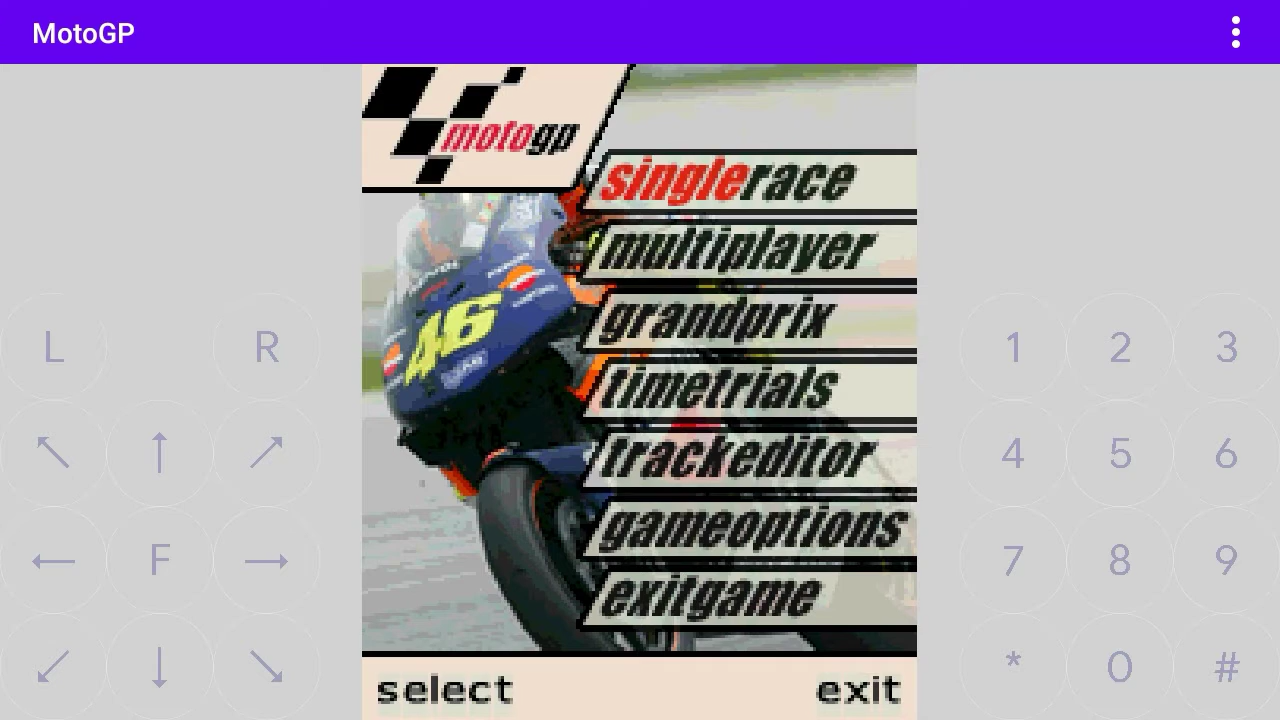 MotoGP
motogp
singlerace
multiplayer
grandprix
timetrials
trackeditor
gameoptions
exitgame
46
select
exit
L R
1 2 3
↖ ↑ ↗
4 5 6
← F →
7 8 9
↙ ↓ ↘
* 0 #